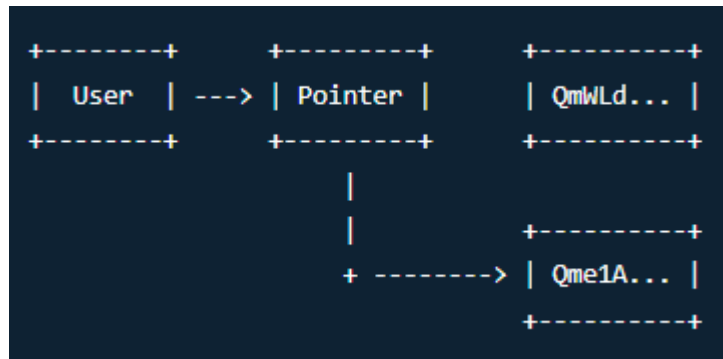 +--------+      +---------+      +----------+
|  User  | ---> | Pointer |      | QmWLd... |
+--------+      +---------+      +----------+
                     |
                     |           +----------+
                     + --------> | Qme1A... |
                                 +----------+